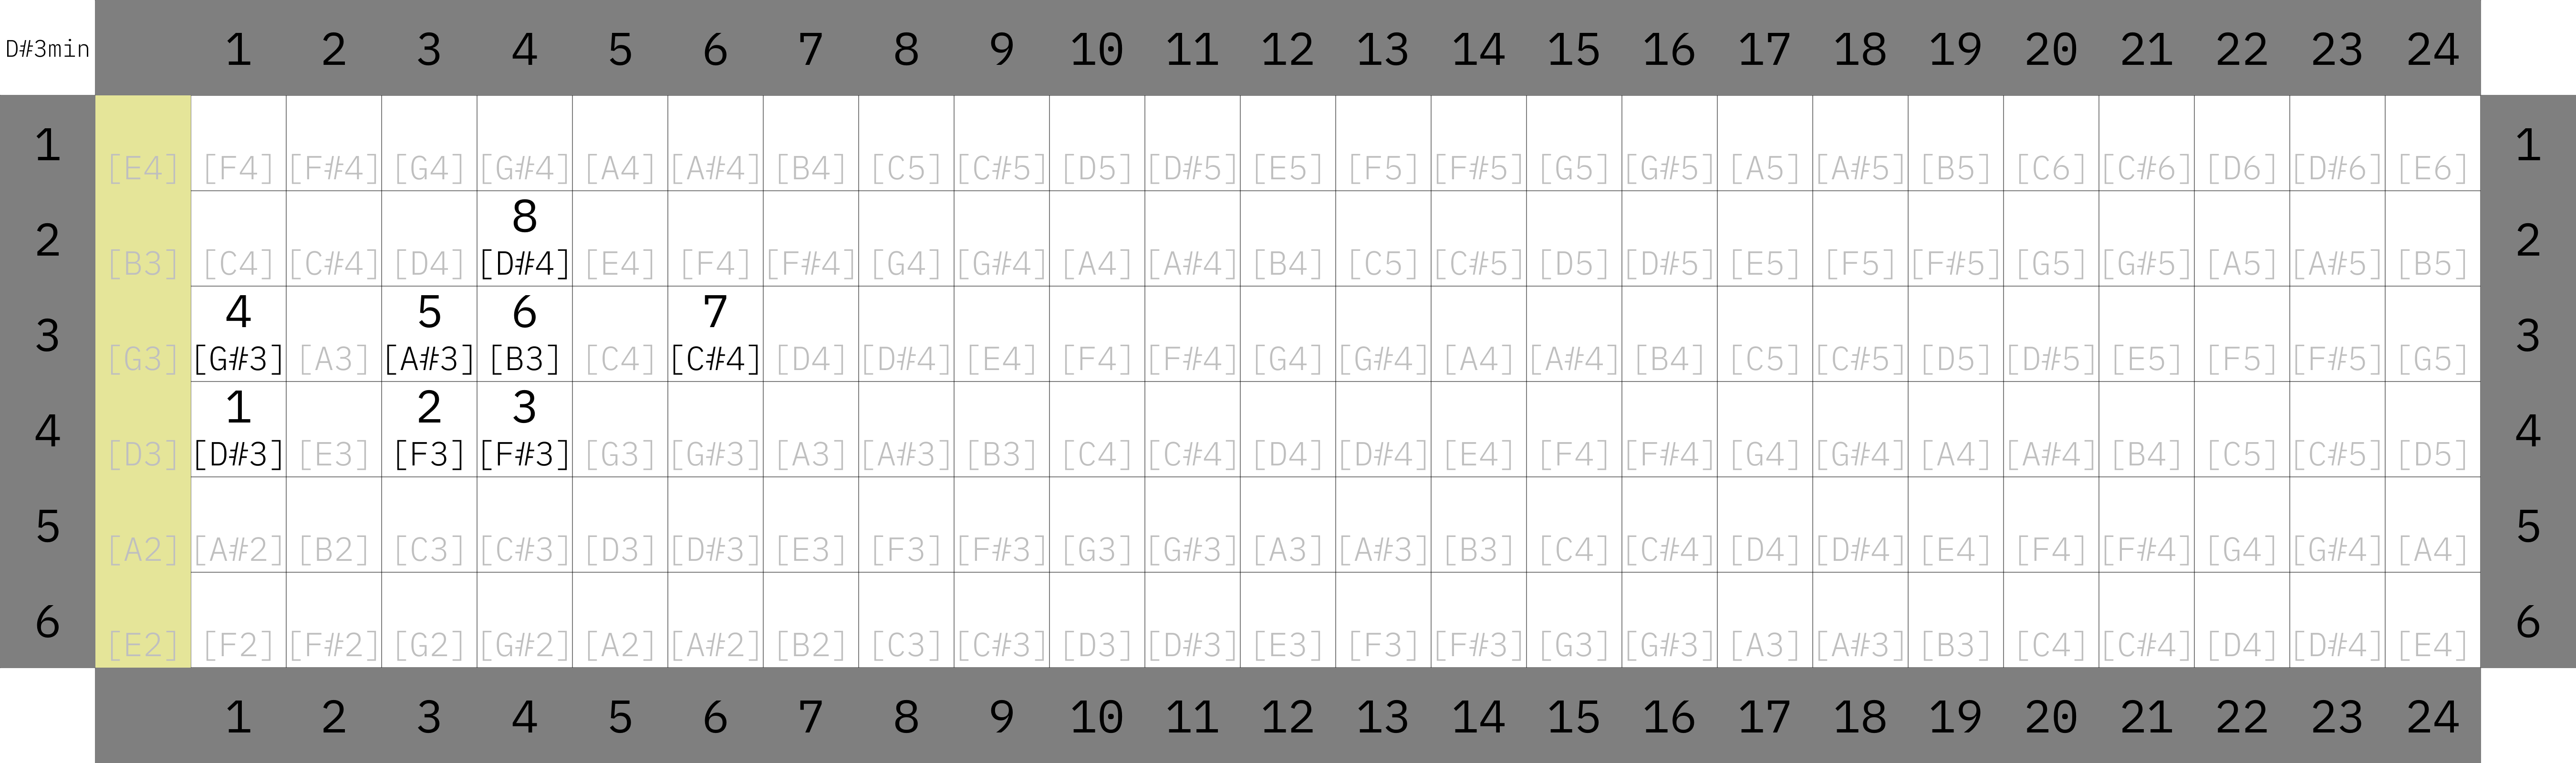 D#3min 1 2 3 4 5 6 7 8 9 10 11 12 13 14 15 16 17 18 19 20 21 22 23 24
1 [E4] [F4] [F#4] [G4] [G#4] [A4] [A#4] [B4] [C5] [C#5] [D5] [D#5] [E5] [F5] [F#5] [G5] [G#5] [A5] [A#5] [B5] [C6] [C#6] [D6] [D#6] [E6] 1
8
2 [B3] [C4] [C#4] [D4] [D#4] [E4] [F4] [F#4] [G4] [G#4] [A4] [A#4] [B4] [C5] [C#5] [D5] [D#5] [E5] [F5] [F#5] [G5] [G#5] [A5] [A#5] [B5] 2
4 5 6 7
3 [G3] [G#3] [A3] [A#3] [B3] [C4] [C#4] [D4] [D#4] [E4] [F4] [F#4] [G4] [G#4] [A4] [A#4] [B4] [C5] [C#5] [D5] [D#5] [E5] [F5] [F#5] [G5] 3
1 2 3
4 [D3] [D#3] [E3] [F3] [F#3] [G3] [G#3] [A3] [A#3] [B3] [C4] [C#4] [D4] [D#4] [E4] [F4] [F#4] [G4] [G#4] [A4] [A#4] [B4] [C5] [C#5] [D5] 4
5 [A2] [A#2] [B2] [C3] [C#3] [D3] [D#3] [E3] [F3] [F#3] [G3] [G#3] [A3] [A#3] [B3] [C4] [C#4] [D4] [D#4] [E4] [F4] [F#4] [G4] [G#4] [A4] 5
6 [E2] [F2] [F#2] [G2] [G#2] [A2] [A#2] [B2] [C3] [C#3] [D3] [D#3] [E3] [F3] [F#3] [G3] [G#3] [A3] [A#3] [B3] [C4] [C#4] [D4] [D#4] [E4] 6
1 2 3 4 5 6 7 8 9 10 11 12 13 14 15 16 17 18 19 20 21 22 23 24